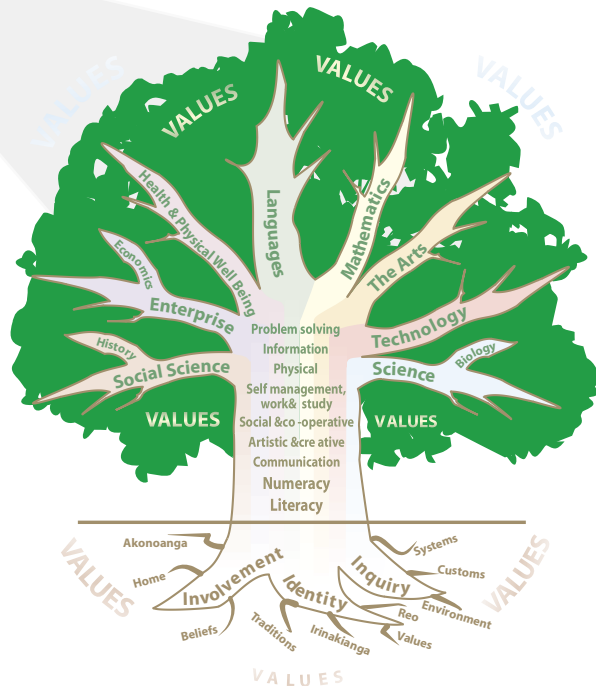 VALUES
VALUES
VALUES
VALUES
Languages
Mathematics
Health & Physical Well Being
The Arts
Economics
Enterprise
Technology
History
Social Science
Science
Biology
Problem solving
Information
Physical
Self management,
work& study
Social &co -operative
Artistic &cre ative
Communication
Numeracy
Literacy
VALUES
VALUES
Akonoanga
Home
Involvement
Beliefs
Traditions
Identity
Irinakianga
Inquiry
Systems
Customs
Environment
Reo
Values
VALUES
VALUES
VALUES